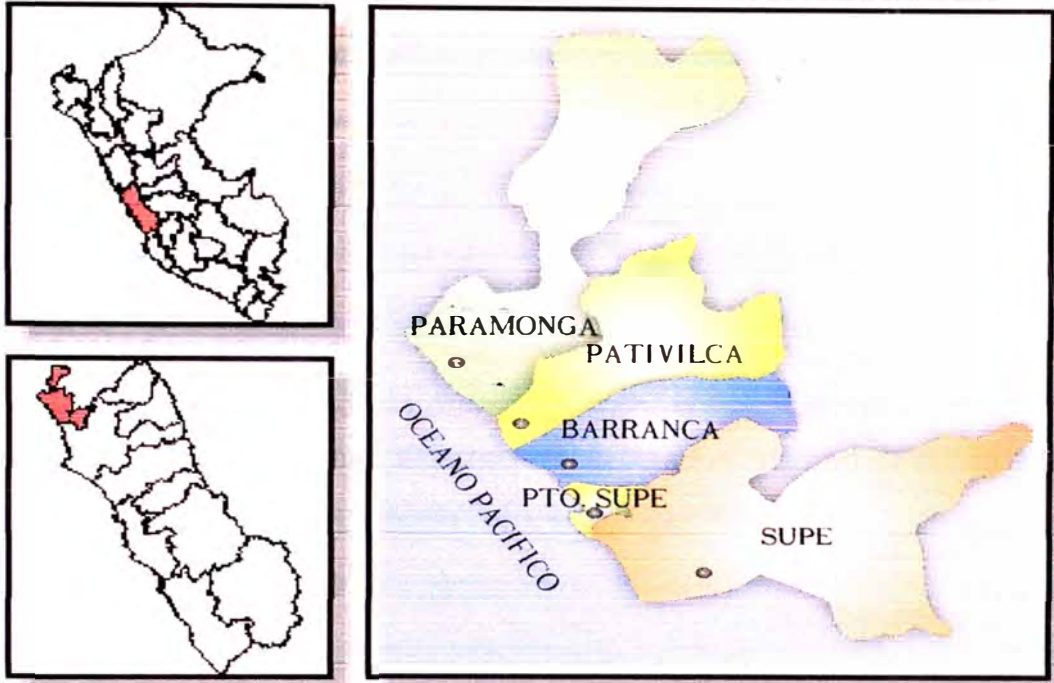 PARAMONGA
PATIVILCA
BARRANCA
OCEANO PACIFICO
PTO. SUPE
SUPE